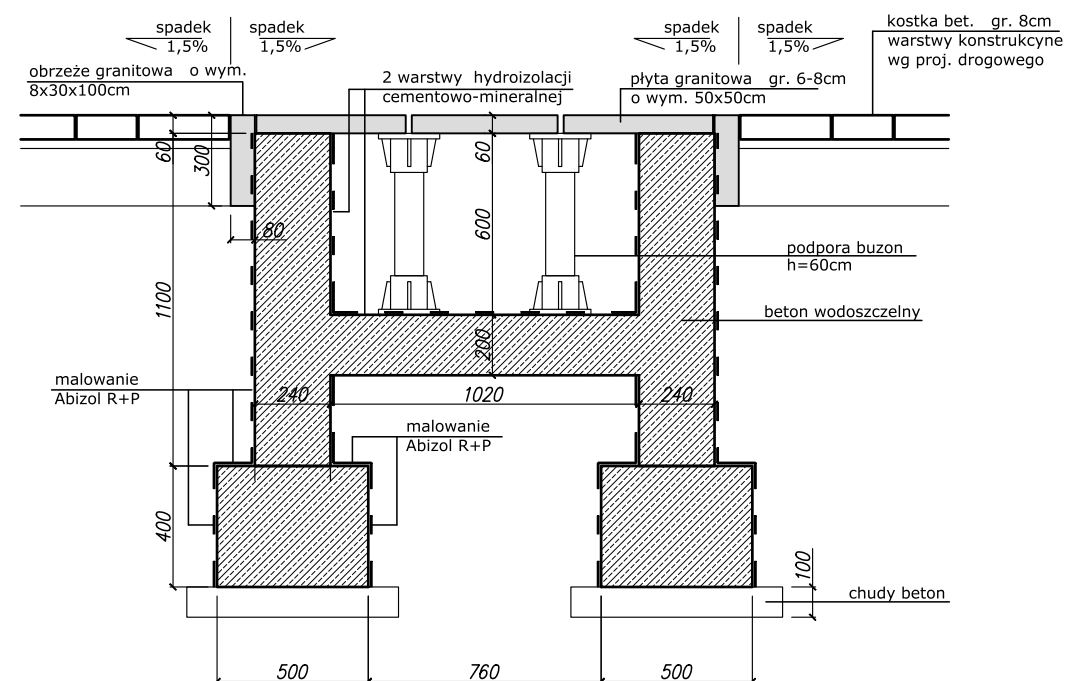 spadek
1,5%
spadek
1,5%
spadek
1,5%
spadek
1,5%
kostka bet. gr. 8cm
warstwy konstrukcyne
wg proj. drogowego
obrzeże granitowa o wym.
8x30x100cm
2 warstwy hydroizolacji
cementowo-mineralnej
płyta granitowa gr. 6-8cm
o wym. 50x50cm
60
300
60
80
600
podpora buzon
h=60cm
1100
beton wodoszczelny
200
malowanie
Abizol R+P
240
1020
240
malowanie
Abizol R+P
400
100
chudy beton
500
760
500